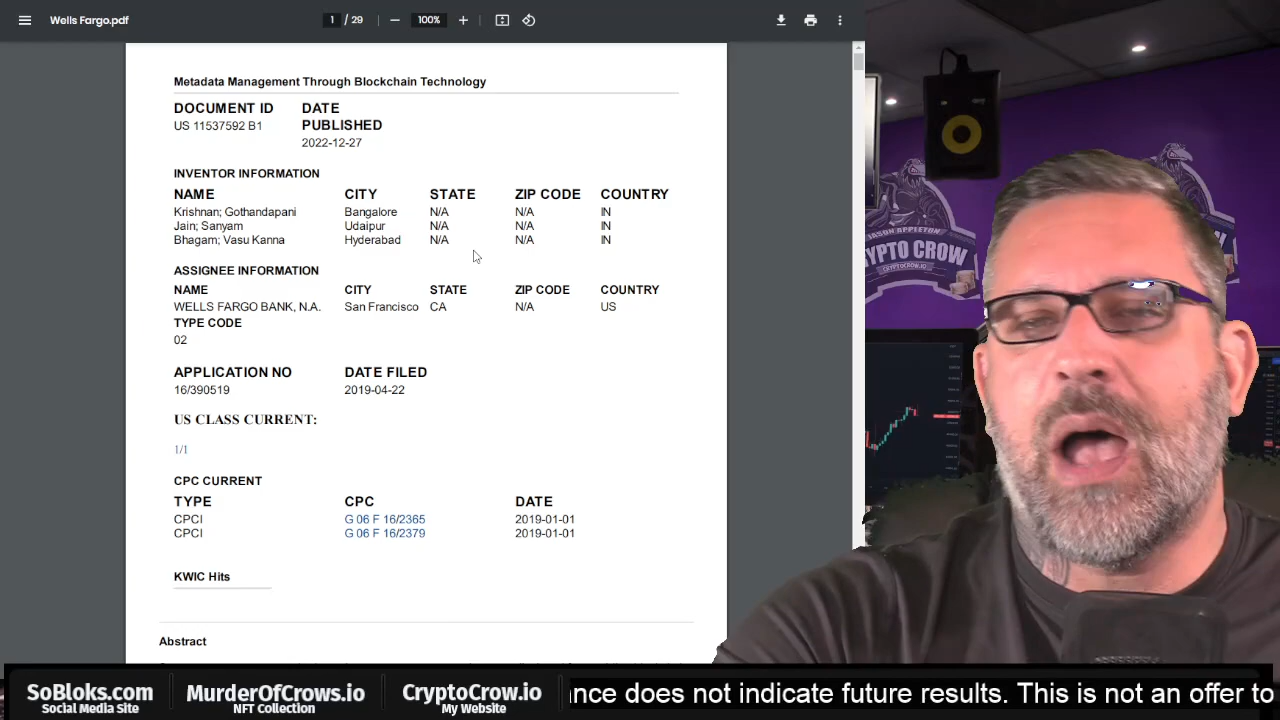 Wells Fargo.pdf
1 / 29
100%
Metadata Management Through Blockchain Technology
DOCUMENT ID DATE PUBLISHED
US 11537592 B1
2022-12-27
INVENTOR INFORMATION
NAME CITY STATE ZIP CODE COUNTRY
Krishnan; Gothandapani Bangalore N/A N/A IN
Jain; Sanyam Udaipur N/A N/A IN
Bhagam; Vasu Kanna Hyderabad N/A N/A IN
ASSIGNEE INFORMATION
NAME CITY STATE ZIP CODE COUNTRY
WELLS FARGO BANK, N.A. San Francisco CA N/A US
TYPE CODE
02
APPLICATION NO DATE FILED
16/390519 2019-04-22
US CLASS CURRENT:
1/1
CPC CURRENT
TYPE CPC DATE
CPCI G 06 F 16/2365 2019-01-01
CPCI G 06 F 16/2379 2019-01-01
KWIC Hits
Abstract
JASON APPLETON
CRYPTO CROW
CRYPTOCROW.IO
SoBloks.com
Social Media Site
MurderOfCrows.io
NFT Collection
CryptoCrow.io
My Website
ance does not indicate future results. This is not an offer to